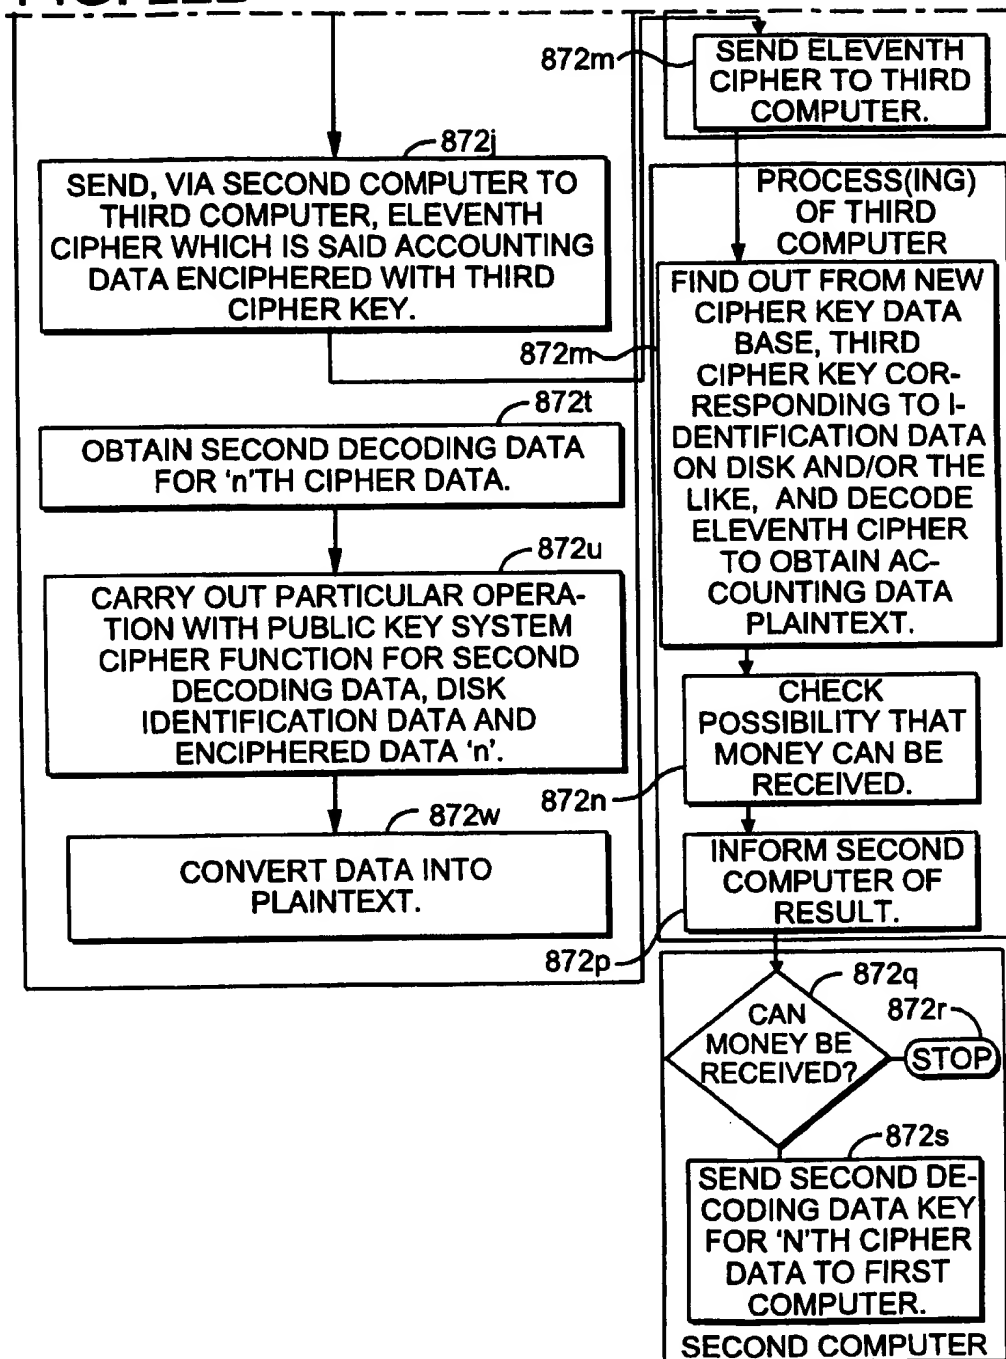 872m
SEND ELEVENTH
CIPHER TO THIRD
COMPUTER.
872j
SEND, VIA SECOND COMPUTER TO
THIRD COMPUTER, ELEVENTH
CIPHER WHICH IS SAID ACCOUNTING
DATA ENCIPHERED WITH THIRD
CIPHER KEY.
872t
OBTAIN SECOND DECODING DATA
FOR 'n'TH CIPHER DATA.
872u
CARRY OUT PARTICULAR OPERA-
TION WITH PUBLIC KEY SYSTEM
CIPHER FUNCTION FOR SECOND
DECODING DATA, DISK
IDENTIFICATION DATA AND
ENCIPHERED DATA 'n'.
872w
CONVERT DATA INTO
PLAINTEXT.
PROCESS(ING)
OF THIRD
COMPUTER
872m
FIND OUT FROM NEW
CIPHER KEY DATA
BASE, THIRD
CIPHER KEY COR-
RESPONDING TO I-
DENTIFICATION DATA
ON DISK AND/OR THE
LIKE, AND DECODE
ELEVENTH CIPHER
TO OBTAIN AC-
COUNTING DATA
PLAINTEXT.
CHECK
POSSIBILITY THAT
MONEY CAN BE
RECEIVED.
872n
INFORM SECOND
COMPUTER OF
RESULT.
872p
872q
CAN
MONEY BE
RECEIVED?
872r
STOP
872s
SEND SECOND DE-
CODING DATA KEY
FOR 'N'TH CIPHER
DATA TO FIRST
COMPUTER.
SECOND COMPUTER